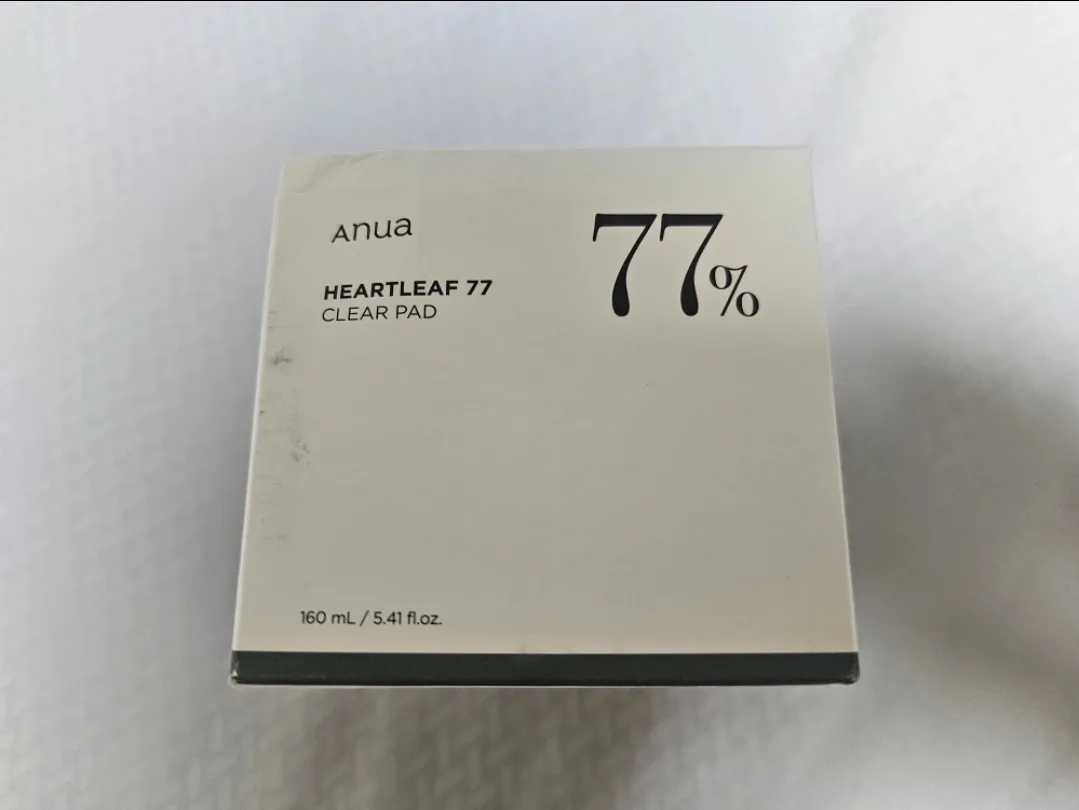 Anua
77%
HEARTLEAF 77
CLEAR PAD
160 mL / 5.41 fl.oz.